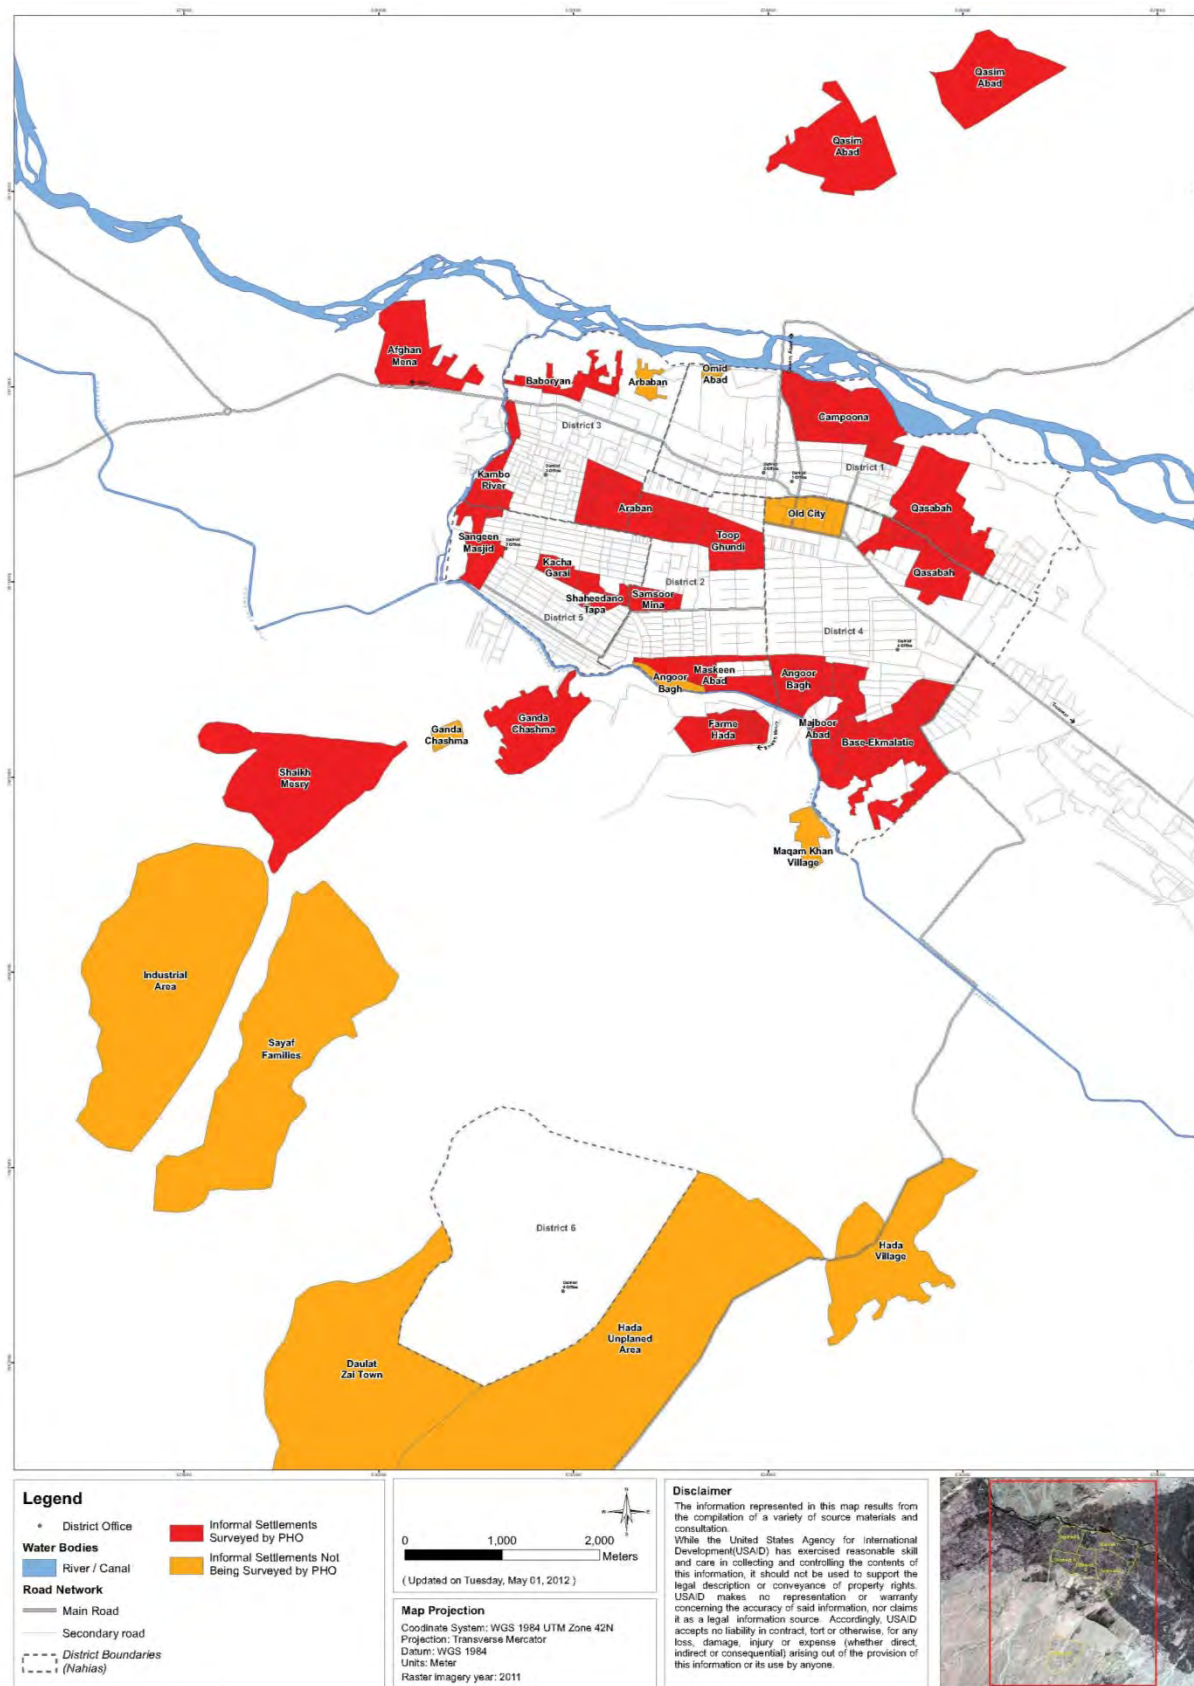 Qasim
Abad
Qasim
Abad
Afghan
Mena
Baboryan
Arbaban
Omid
Abad
Campoona
District 3
District 1
Kambo
River
Araban
Old City
Qasabah
Sangeen
Masjid
Toop
Ghundi
Kacha
Garai
Qasabah
District 2
Shaheedano
Tapa
Samsoor
Mina
District 5
District 4
Maskeen
Abad
Angoor
Bagh
Angoor
Bagh
Ganda
Chashma
Ganda
Chashma
Farme
Hada
Majboor
Abad
Base-Ekmalatie
Shaikh
Mesry
Maqam Khan
Village
Industrial
Area
Sayaf
Families
District 6
Hada
Village
Hada
Unplaned
Area
Daulat
Zai Town
Legend
District Office
Water Bodies
River / Canal
Road Network
Main Road
Secondary road
District Boundaries
(Nahias)
Informal Settlements
Surveyed by PHO
Informal Settlements Not
Being Surveyed by PHO
N
0 1,000 2,000
Meters
( Updated on Tuesday, May 01, 2012 )
Map Projection
Coodinate System: WGS 1984 UTM Zone 42N
Projection: Transverse Mercator
Datum: WGS 1984
Units: Meter
Raster Imagery year: 2011
Disclaimer
The information represented in this map results from
the compilation of a variety of source materials and
consultation.
While the United States Agency for International
Development(USAID) has exercised reasonable skill
and care in collecting and controlling the contents of
this information, it should not be used to support the
legal description or conveyance of property rights.
USAID makes no representation or warranty
concerning the accuracy of said information, nor claims
it as a legal information source. Accordingly, USAID
accepts no liability in contract, tort or otherwise, for any
loss, damage, injury or expense (whether direct,
indirect or consequential) arising out of the provision of
this information or its use by anyone.